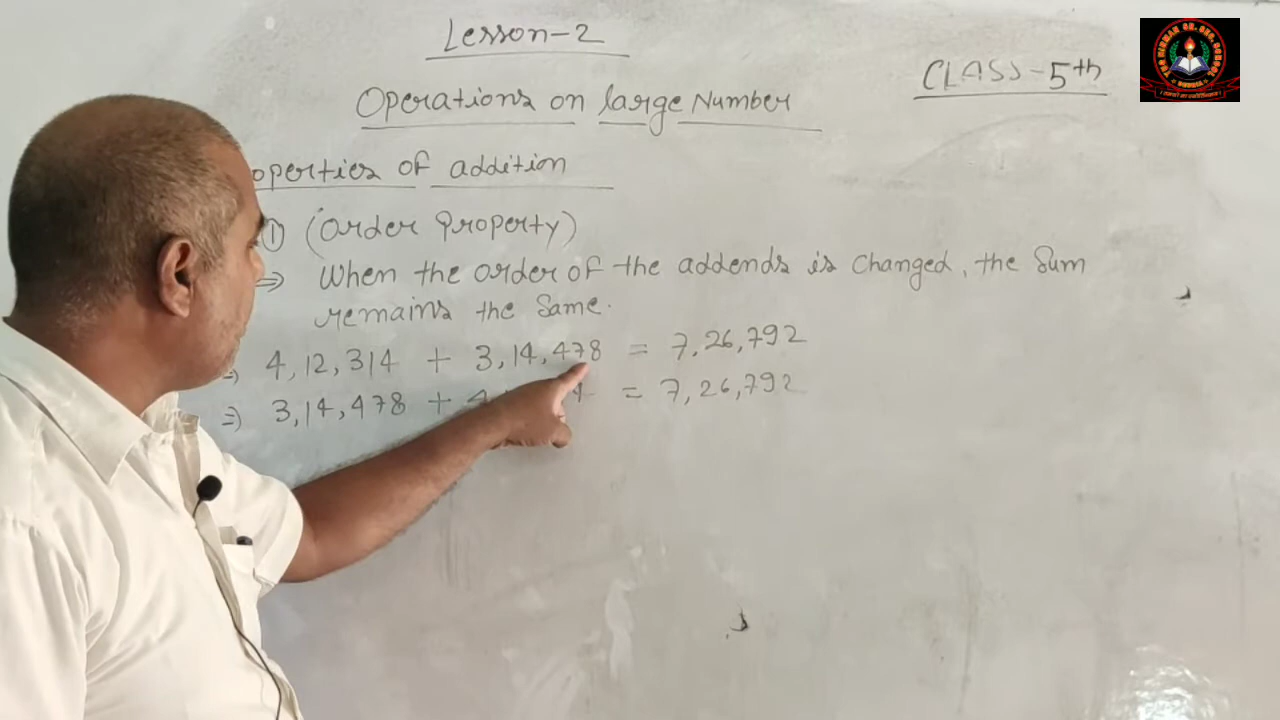 Lesson-2
CLASS-5th
Operations on large Number
operties of addition
① (Order Property)
⇒ When the order of the addends is changed, the Sum
remains the Same.
⇒ 4,12,314 + 3,14,478 = 7,26,792
⇒ 3,14,478 + 4 4 = 7,26,792